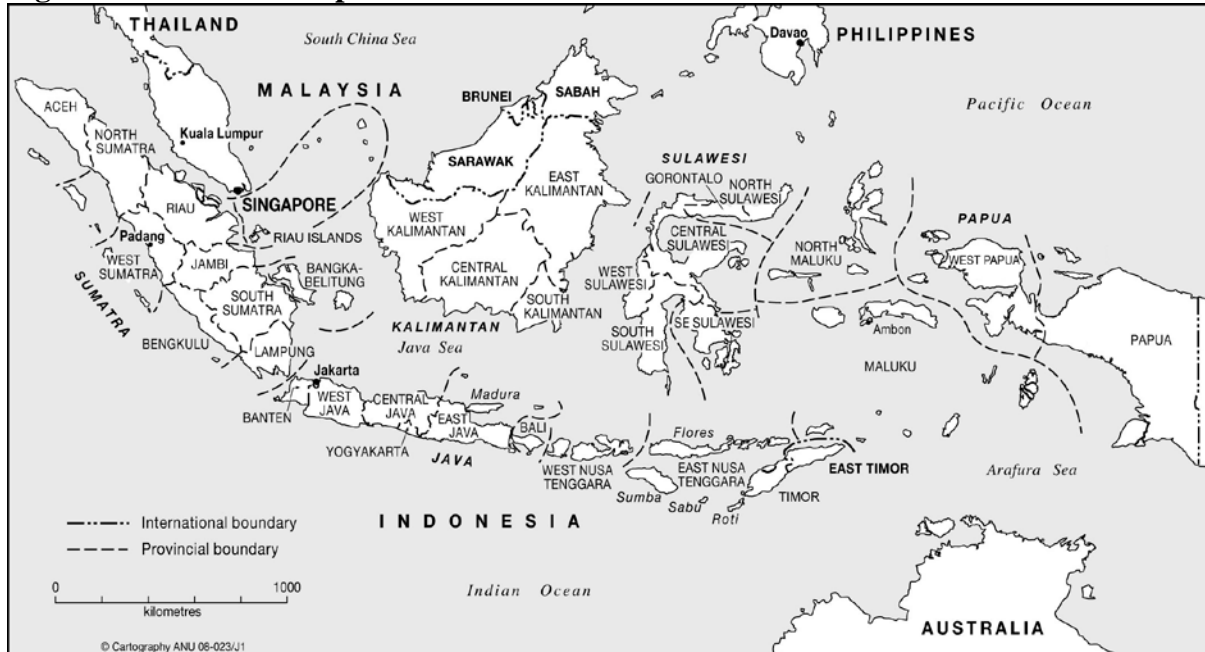 THAILAND
South China Sea
Davao
PHILIPPINES
MALAYSIA
BRUNEI
SABAH
Pacific Ocean
ACEH
NORTH
SUMATRA
Kuala Lumpur
SARAWAK
EAST
KALIMANTAN
SULAWESI
GORONTALO
NORTH
SULAWESI
SINGAPORE
RIAU
RIAU ISLANDS
WEST
KALIMANTAN
CENTRAL
SULAWESI
NORTH
MALUKU
PAPUA
WEST PAPUA
Padang
WEST
SUMATRA
JAMBI
BANGKA-
BELITUNG
CENTRAL
KALIMANTAN
WEST
SULAWESI
SUMATRA
SOUTH
SUMATRA
SOUTH
KALIMANTAN
SOUTH
SULAWESI
SE SULAWESI
Ambon
PAPUA
BENGKULU
LAMPUNG
KALIMANTAN
Java Sea
MALUKU
Jakarta
BANTEN
WEST
JAVA
CENTRAL
JAVA
EAST
JAVA
Madura
BALI
YOGYAKARTA
JAVA
WEST NUSA
TENGGARA
Flores
EAST NUSA
TENGGARA
Sumba
Sabu
Roti
TIMOR
EAST TIMOR
Arafura Sea
International boundary
Provincial boundary
INDONESIA
0 1000
kilometres
Indian Ocean
AUSTRALIA
© Cartography ANU 06-023/J1